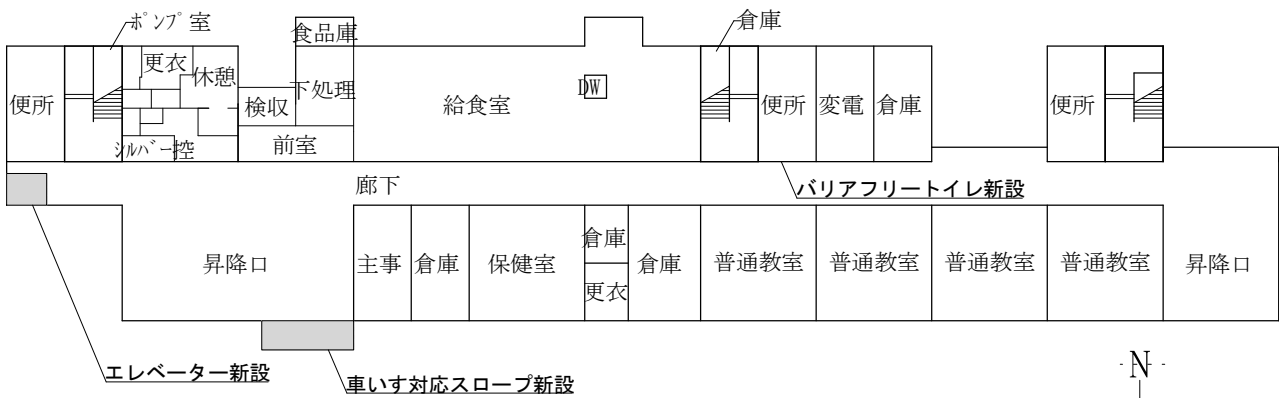 ポンプ室
倉庫
食品庫
更衣
休憩
便所
検収
下処理
給食室
DW
便所
変電
倉庫
便所
シルバー控
前室
廊下
バリアフリートイレ新設
昇降口
主事
倉庫
保健室
倉庫
更衣
倉庫
普通教室
普通教室
普通教室
普通教室
昇降口
エレベーター新設
車いす対応スロープ新設
N